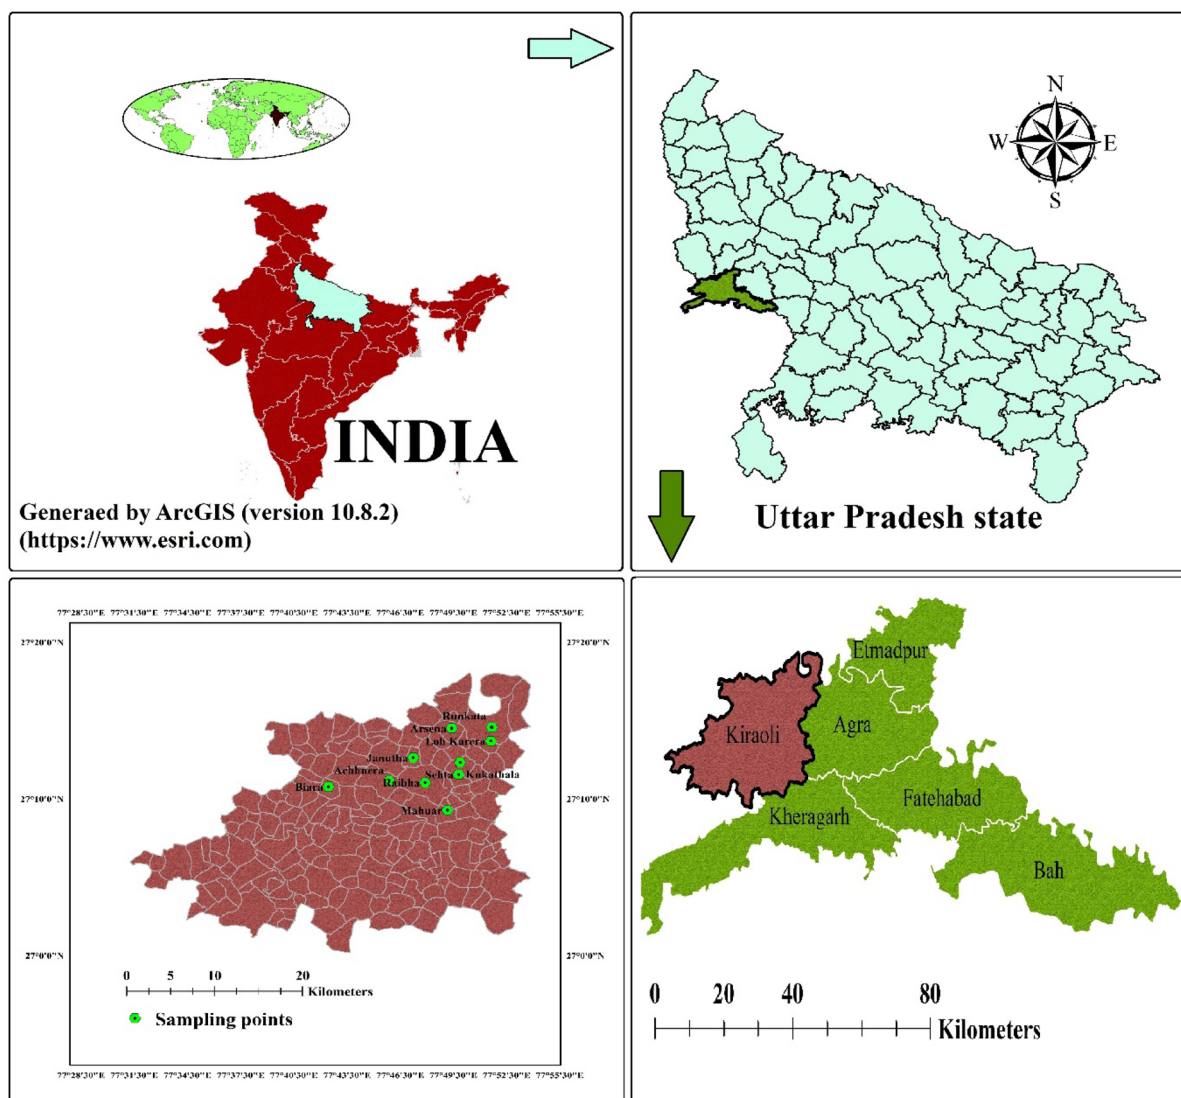 INDIA
Generaed by ArcGIS (version 10.8.2)
(https://www.esri.com)
N
W E
S
Uttar Pradesh state
77°28'30"E 77°31'30"E 77°34'30"E 77°37'30"E 77°40'30"E 77°43'30"E 77°46'30"E 77°49'30"E 77°52'30"E 77°55'30"E
27°20'0"N 27°20'0"N
Runkata
Arsena
Loh Karera
Janutha
Achhnera
Sehta Kukathala
Biara
Raibha
27°10'0"N 27°10'0"N
Mahuar
27°0'0"N 27°0'0"N
0 5 10 20
Kilometers
Sampling points
77°28'30"E 77°31'30"E 77°34'30"E 77°37'30"E 77°40'30"E 77°43'30"E 77°46'30"E 77°49'30"E 77°52'30"E 77°55'30"E
Etmadpur
Kiraoli
Agra
Fatehabad
Kheragarh
Bah
0 20 40 80
Kilometers